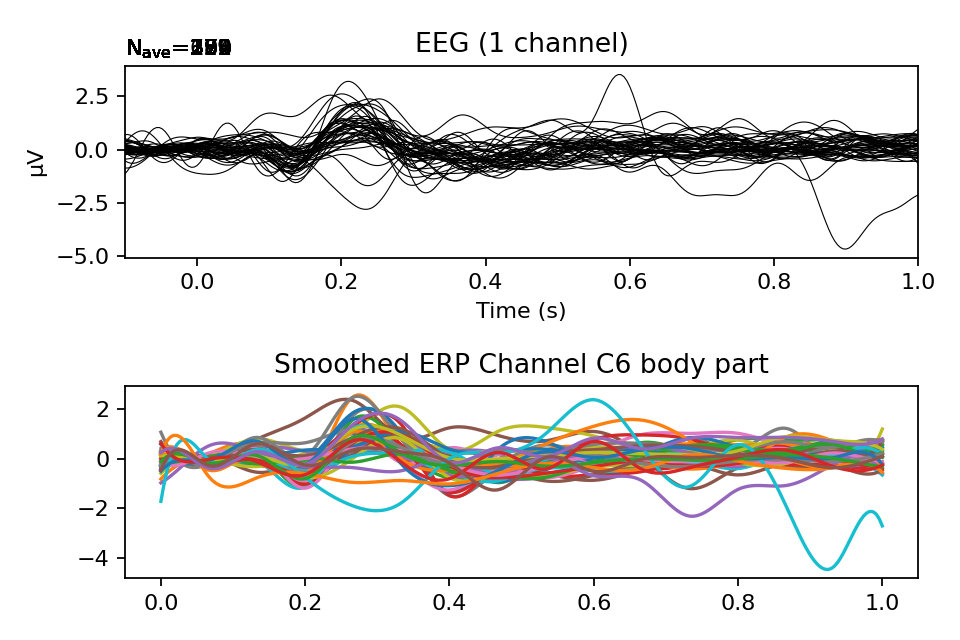 N_ave=
EEG (1 channel)
µV
2.5
0.0
−2.5
−5.0
0.0 0.2 0.4 0.6 0.8 1.0
Time (s)
Smoothed ERP Channel C6 body part
2
0
−2
−4
0.0 0.2 0.4 0.6 0.8 1.0